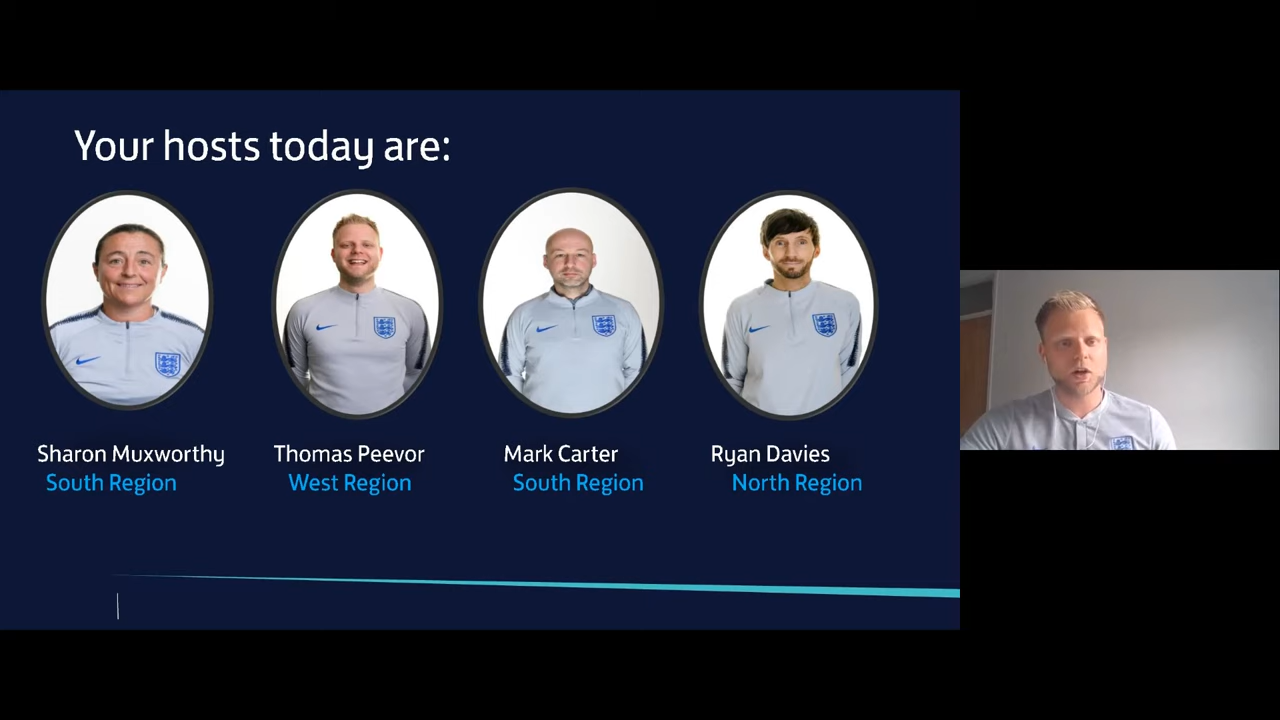 Your hosts today are:
Sharon Muxworthy
South Region
Thomas Peevor
West Region
Mark Carter
South Region
Ryan Davies
North Region